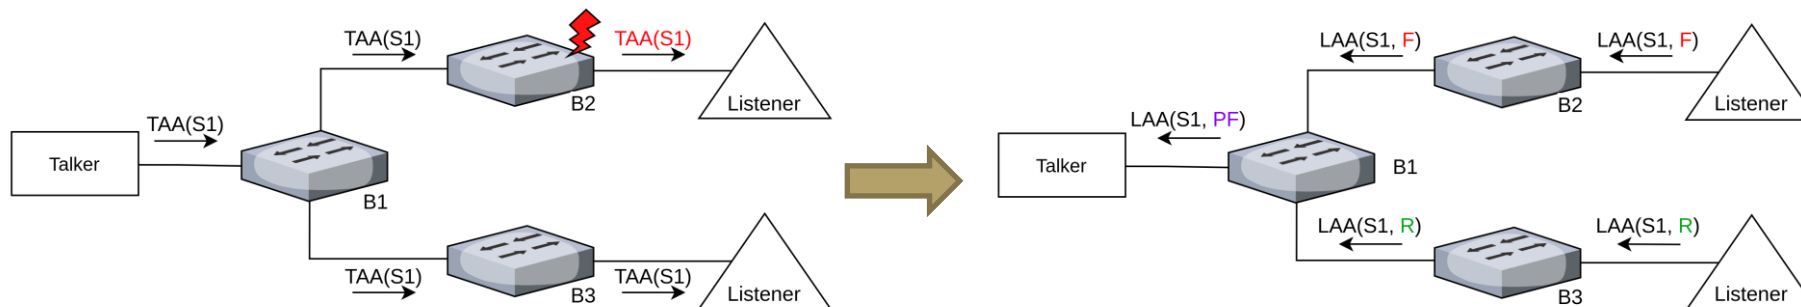 TAA(S1)
TAA(S1)
B2
Listener
TAA(S1)
Talker
B1
TAA(S1)
TAA(S1)
B3
Listener
LAA(S1, F)
LAA(S1, F)
B2
Listener
LAA(S1, PF)
Talker
B1
LAA(S1, R)
LAA(S1, R)
B3
Listener